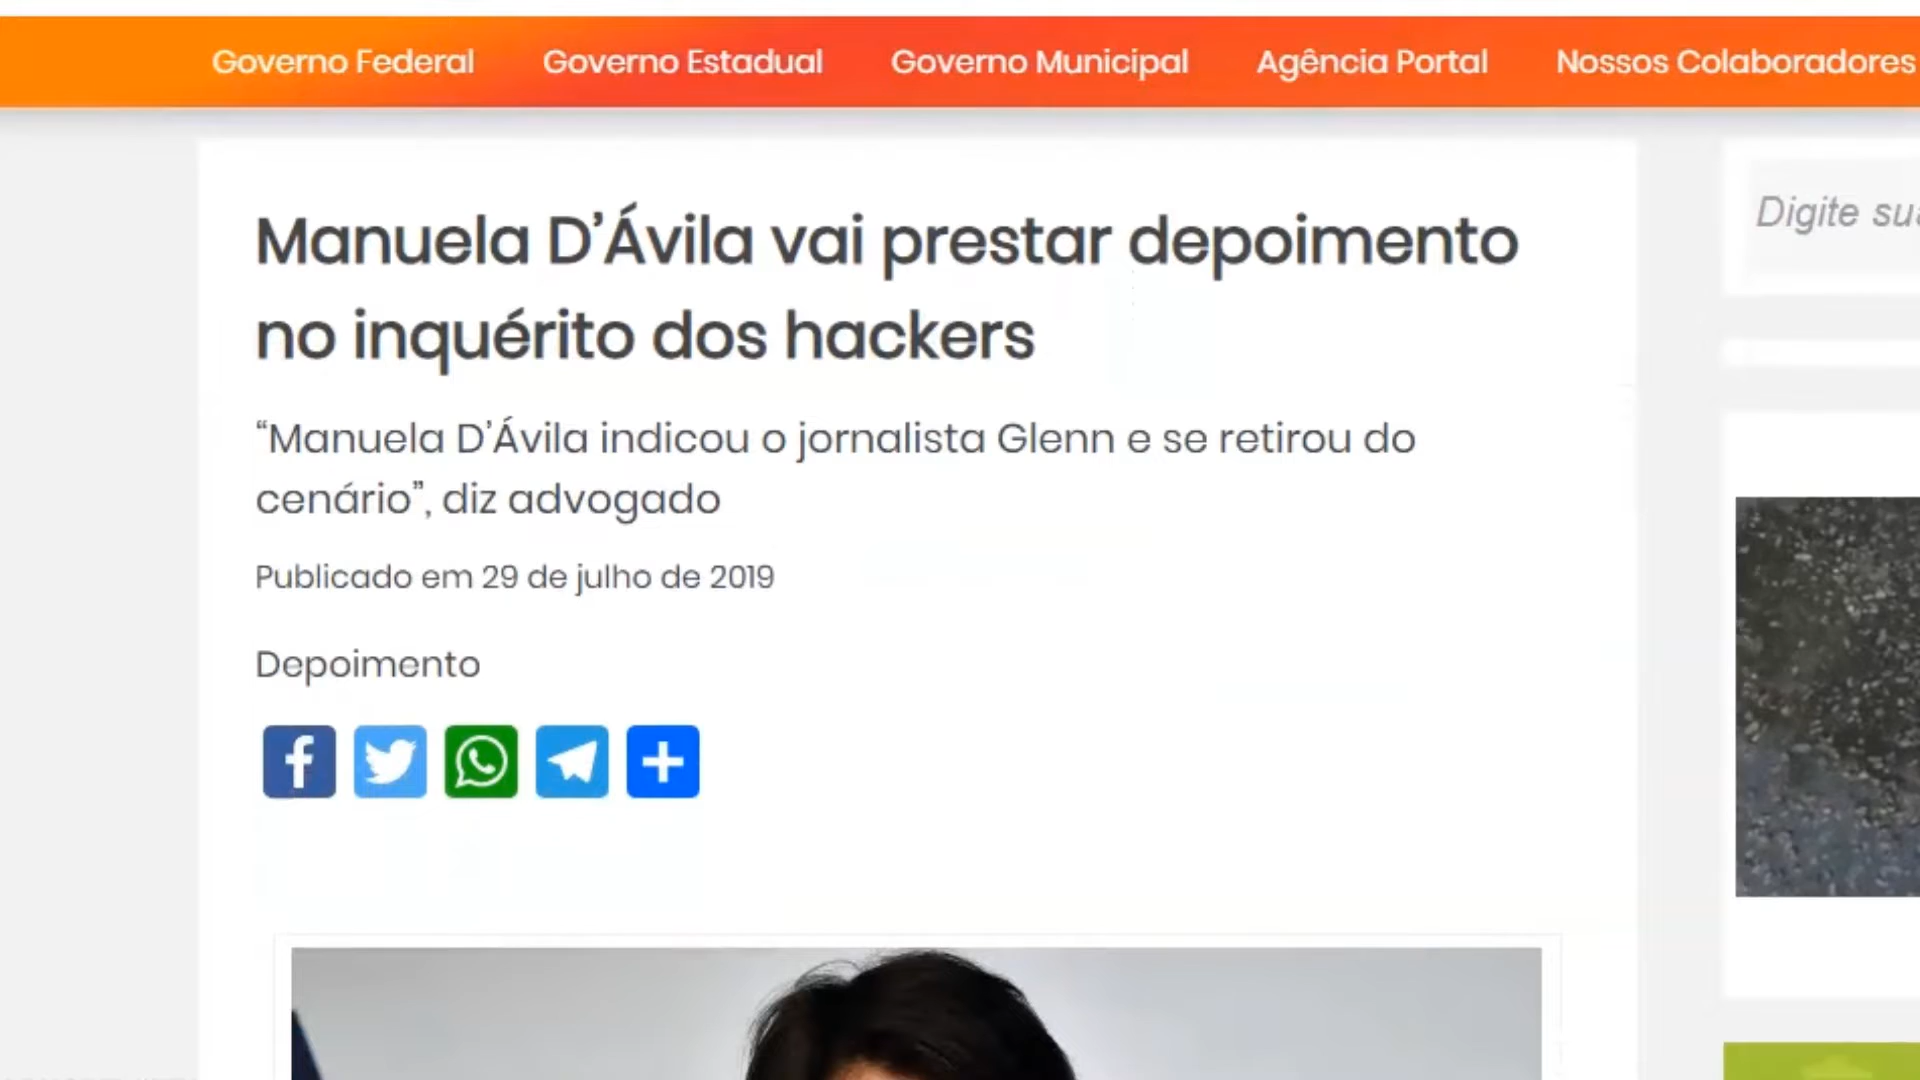 Governo Federal Governo Estadual Governo Municipal Agência Portal Nossos Colaboradores
Digite
Manuela D’Ávila vai prestar depoimento
no inquérito dos hackers
“Manuela D’Ávila indicou o jornalista Glenn e se retirou do
cenário”, diz advogado
Publicado em 29 de julho de 2019
Depoimento